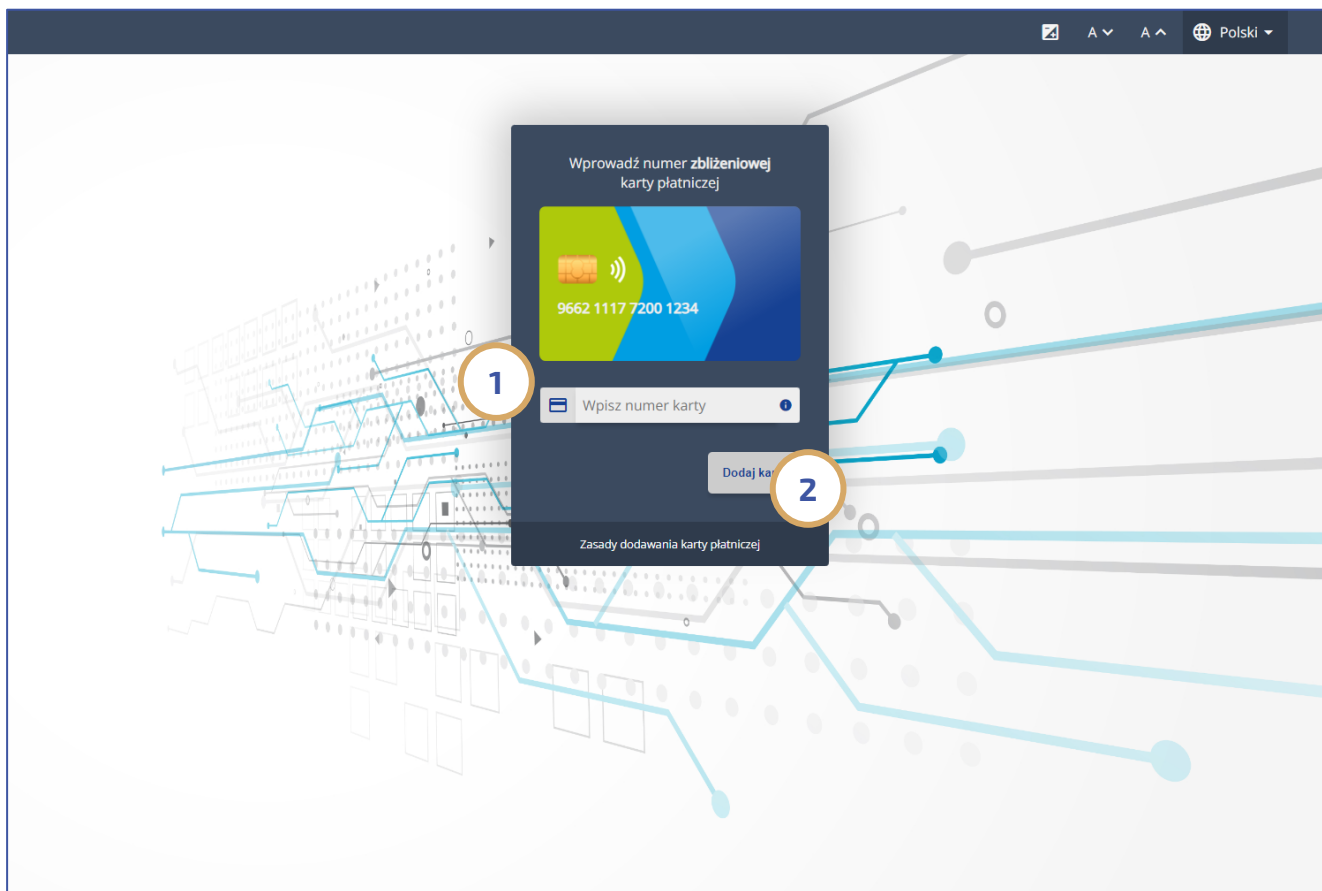 A A Polski
Wprowadź numer zbliżeniowej
karty płatniczej
9662 1117 7200 1234
1
Wpisz numer karty
Dodaj
2
Zasady dodawania karty płatniczej